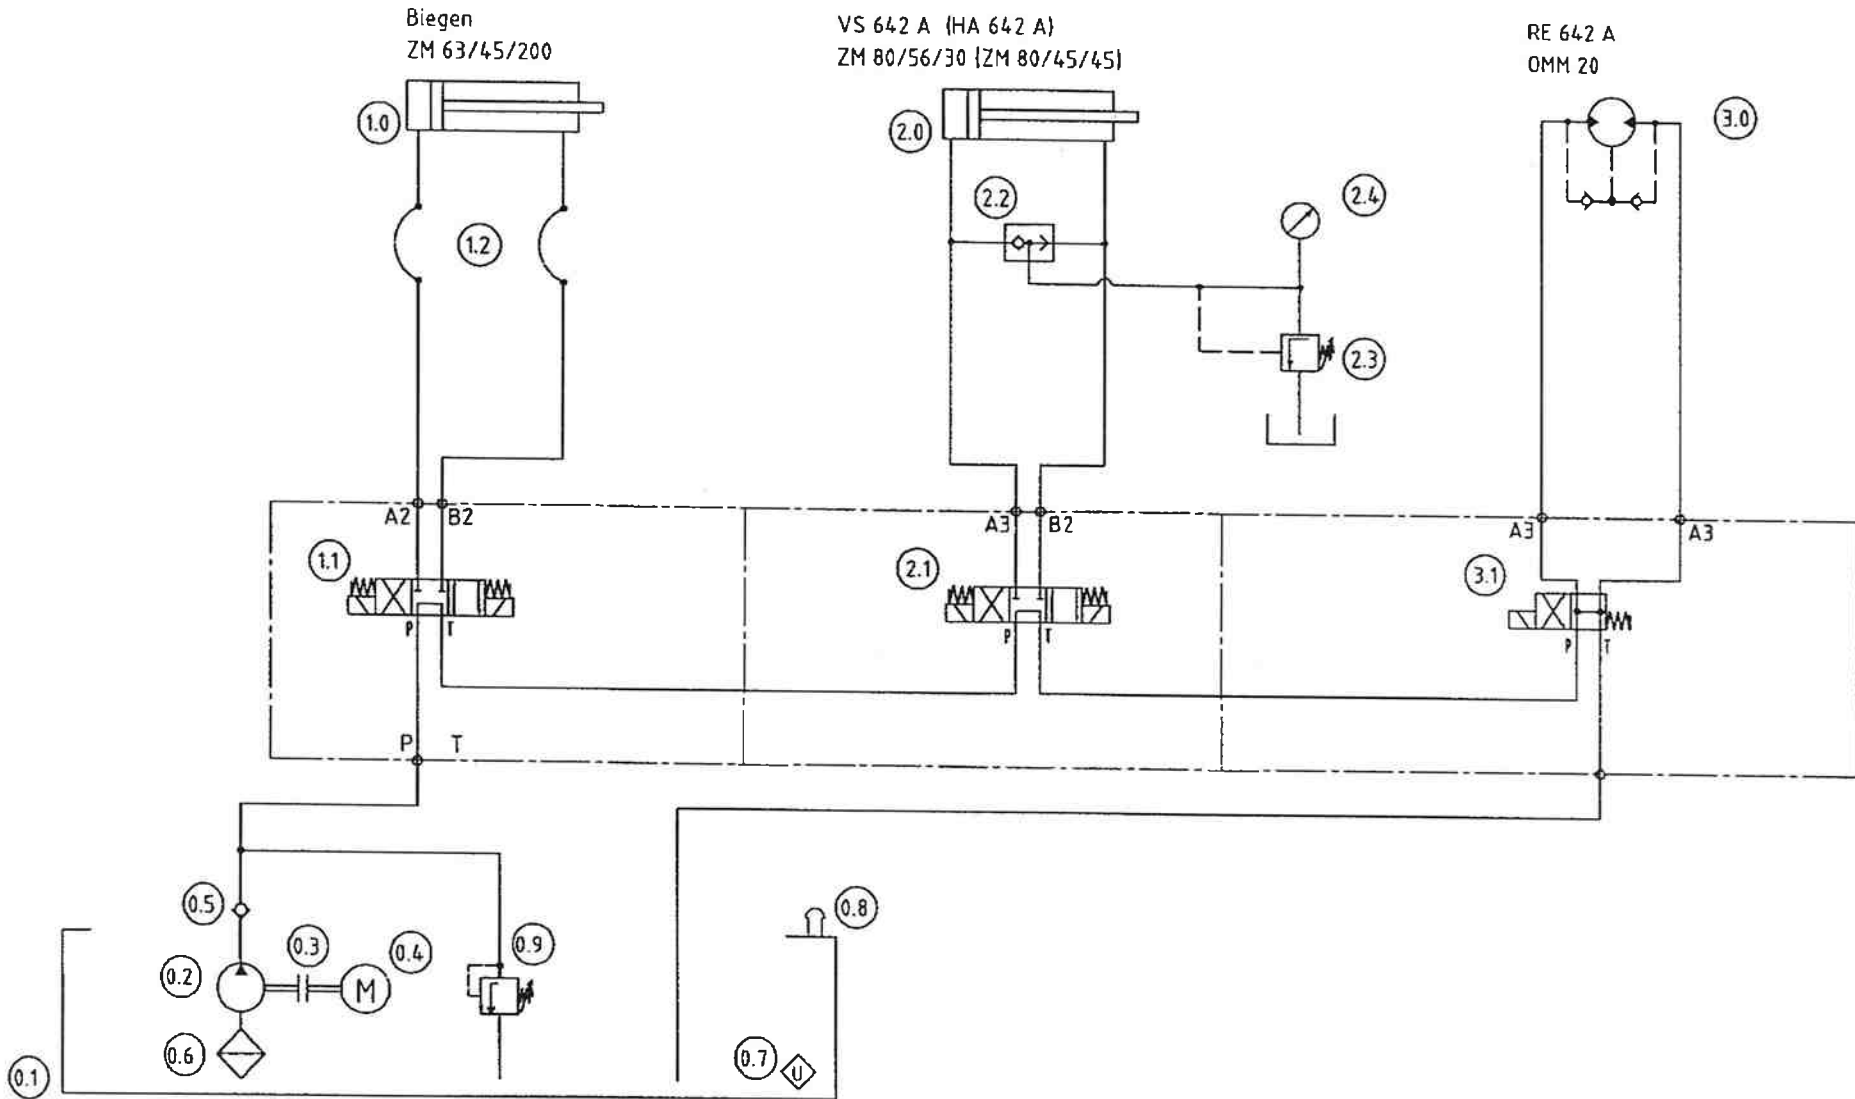 Biegen
ZM 63/45/200
VS 642 A (HA 642 A)
ZM 80/56/30 (ZM 80/45/45)
RE 642 A
OMM 20
1.0
2.0
3.0
2.2
2.4
1.2
2.3
A2
B2
A3
B2
A3
A3
1.1
2.1
3.1
P
T
P
T
P
T
P
T
0.5
0.8
0.3
0.4
0.9
0.2
M
0.6
0.7
U
0.1